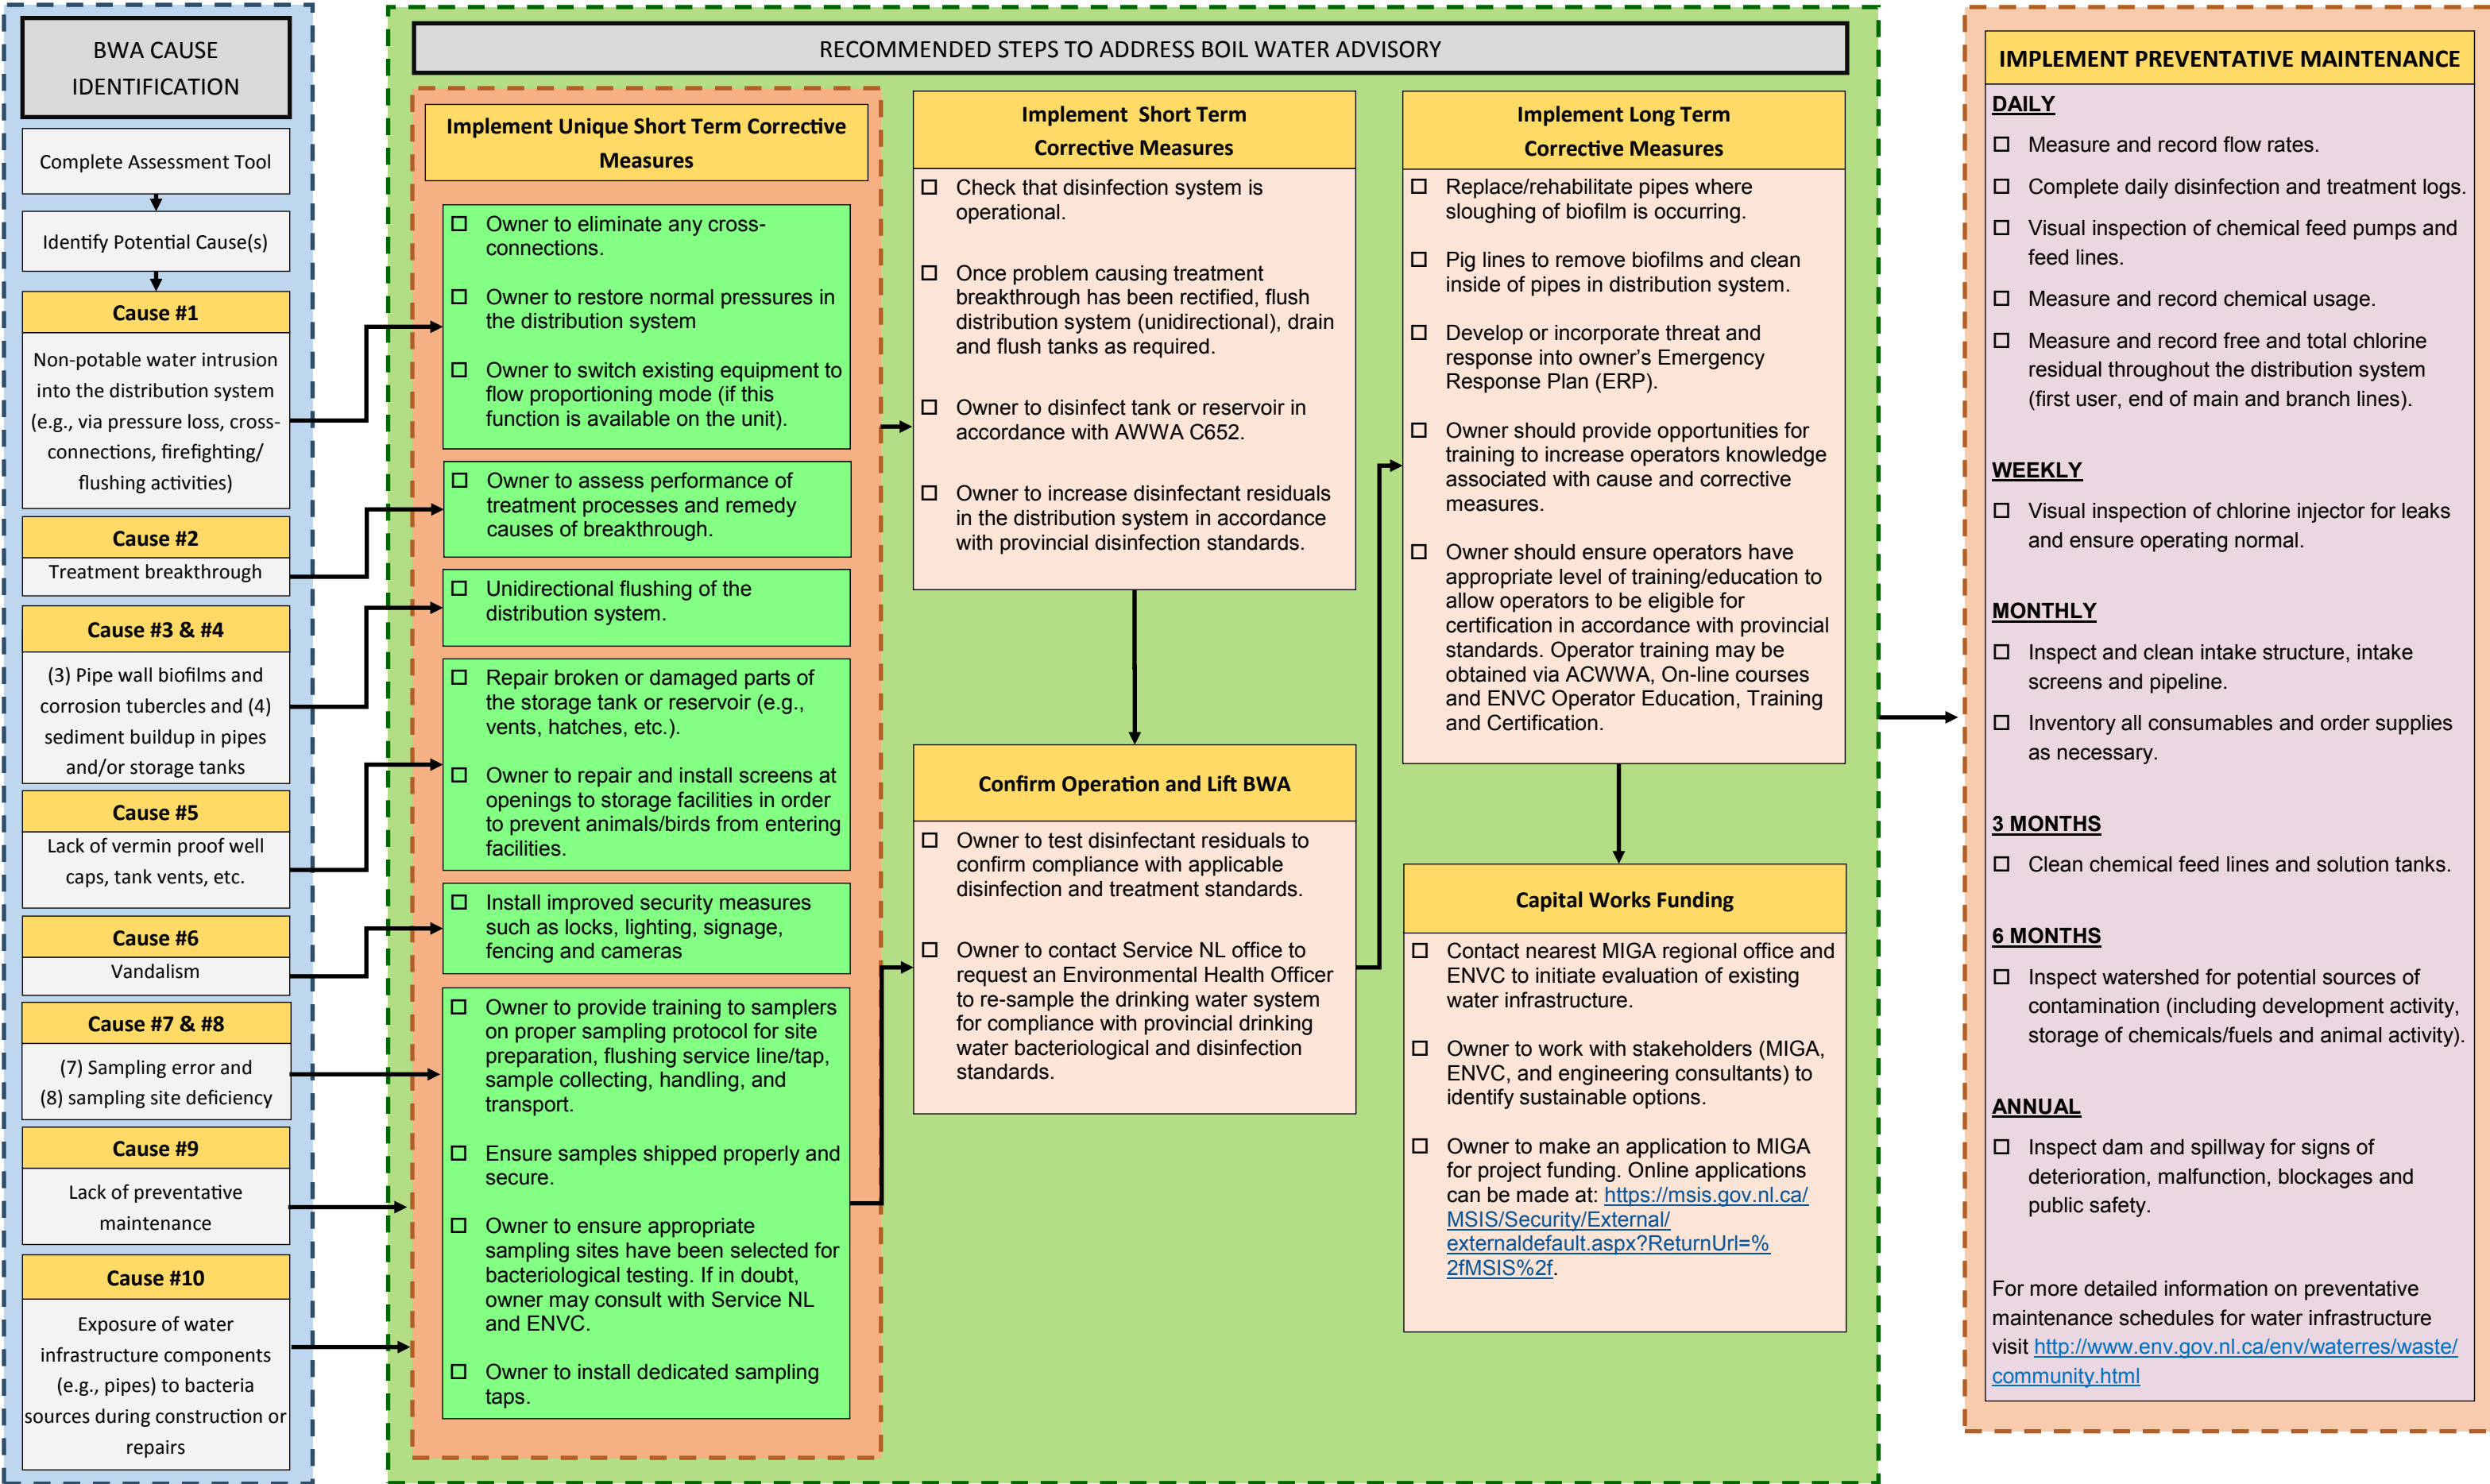 BWA CAUSE
IDENTIFICATION
Complete Assessment Tool
Identify Potential Cause(s)
Cause #1
Non-potable water intrusion
into the distribution system
(e.g., via pressure loss, cross-
connections, firefighting/
flushing activities)
Cause #2
Treatment breakthrough
Cause #3 & #4
(3) Pipe wall biofilms and
corrosion tubercles and (4)
sediment buildup in pipes
and/or storage tanks
Cause #5
Lack of vermin proof well
caps, tank vents, etc.
Cause #6
Vandalism
Cause #7 & #8
(7) Sampling error and
(8) sampling site deficiency
Cause #9
Lack of preventative
maintenance
Cause #10
Exposure of water
infrastructure components
(e.g., pipes) to bacteria
sources during construction or
repairs
RECOMMENDED STEPS TO ADDRESS BOIL WATER ADVISORY
Implement Unique Short Term Corrective
Measures
☐ Owner to eliminate any cross-
connections.
☐ Owner to restore normal pressures in
the distribution system
☐ Owner to switch existing equipment to
flow proportioning mode (if this
function is available on the unit).
☐ Owner to assess performance of
treatment processes and remedy
causes of breakthrough.
☐ Unidirectional flushing of the
distribution system.
☐ Repair broken or damaged parts of
the storage tank or reservoir (e.g.,
vents, hatches, etc.).
☐ Owner to repair and install screens at
openings to storage facilities in order
to prevent animals/birds from entering
facilities.
☐ Install improved security measures
such as locks, lighting, signage,
fencing and cameras
☐ Owner to provide training to samplers
on proper sampling protocol for site
preparation, flushing service line/tap,
sample collecting, handling, and
transport.
☐ Ensure samples shipped properly and
secure.
☐ Owner to ensure appropriate
sampling sites have been selected for
bacteriological testing. If in doubt,
owner may consult with Service NL
and ENVC.
☐ Owner to install dedicated sampling
taps.
Implement Short Term
Corrective Measures
☐ Check that disinfection system is
operational.
☐ Once problem causing treatment
breakthrough has been rectified, flush
distribution system (unidirectional), drain
and flush tanks as required.
☐ Owner to disinfect tank or reservoir in
accordance with AWWA C652.
☐ Owner to increase disinfectant residuals
in the distribution system in accordance
with provincial disinfection standards.
Confirm Operation and Lift BWA
☐ Owner to test disinfectant residuals to
confirm compliance with applicable
disinfection and treatment standards.
☐ Owner to contact Service NL office to
request an Environmental Health Officer
to re-sample the drinking water system
for compliance with provincial drinking
water bacteriological and disinfection
standards.
Implement Long Term
Corrective Measures
☐ Replace/rehabilitate pipes where
sloughing of biofilm is occurring.
☐ Pig lines to remove biofilms and clean
inside of pipes in distribution system.
☐ Develop or incorporate threat and
response into owner's Emergency
Response Plan (ERP).
☐ Owner should provide opportunities for
training to increase operators knowledge
associated with cause and corrective
measures.
☐ Owner should ensure operators have
appropriate level of training/education to
allow operators to be eligible for
certification in accordance with provincial
standards. Operator training may be
obtained via ACWWA, On-line courses
and ENVC Operator Education, Training
and Certification.
Capital Works Funding
☐ Contact nearest MIGA regional office and
ENVC to initiate evaluation of existing
water infrastructure.
☐ Owner to work with stakeholders (MIGA,
ENVC, and engineering consultants) to
identify sustainable options.
☐ Owner to make an application to MIGA
for project funding. Online applications
can be made at: https://msis.gov.nl.ca/
MSIS/Security/External/
externaldefault.aspx?ReturnUrl=%
2fMSIS%2f.
IMPLEMENT PREVENTATIVE MAINTENANCE
DAILY
☐ Measure and record flow rates.
☐ Complete daily disinfection and treatment logs.
☐ Visual inspection of chemical feed pumps and
feed lines.
☐ Measure and record chemical usage.
☐ Measure and record free and total chlorine
residual throughout the distribution system
(first user, end of main and branch lines).
WEEKLY
☐ Visual inspection of chlorine injector for leaks
and ensure operating normal.
MONTHLY
☐ Inspect and clean intake structure, intake
screens and pipeline.
☐ Inventory all consumables and order supplies
as necessary.
3 MONTHS
☐ Clean chemical feed lines and solution tanks.
6 MONTHS
☐ Inspect watershed for potential sources of
contamination (including development activity,
storage of chemicals/fuels and animal activity).
ANNUAL
☐ Inspect dam and spillway for signs of
deterioration, malfunction, blockages and
public safety.
For more detailed information on preventative
maintenance schedules for water infrastructure
visit http://www.env.gov.nl.ca/env/waterres/waste/
community.html